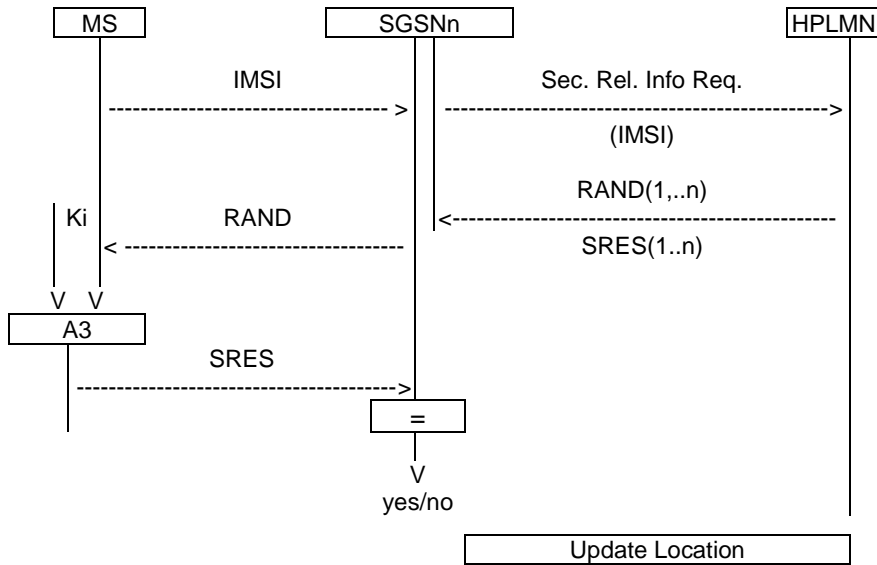 MS SGSNn HPLMN
IMSI Sec. Rel. Info Req.
---------------------------------- > ------------------------------------------------>
(IMSI)
RAND(1,..n)
Ki RAND <------------------------------------------------
< ---------------------------------- SRES(1..n)
V V
A3
SRES
---------------------------------------->
=
V
yes/no
Update Location